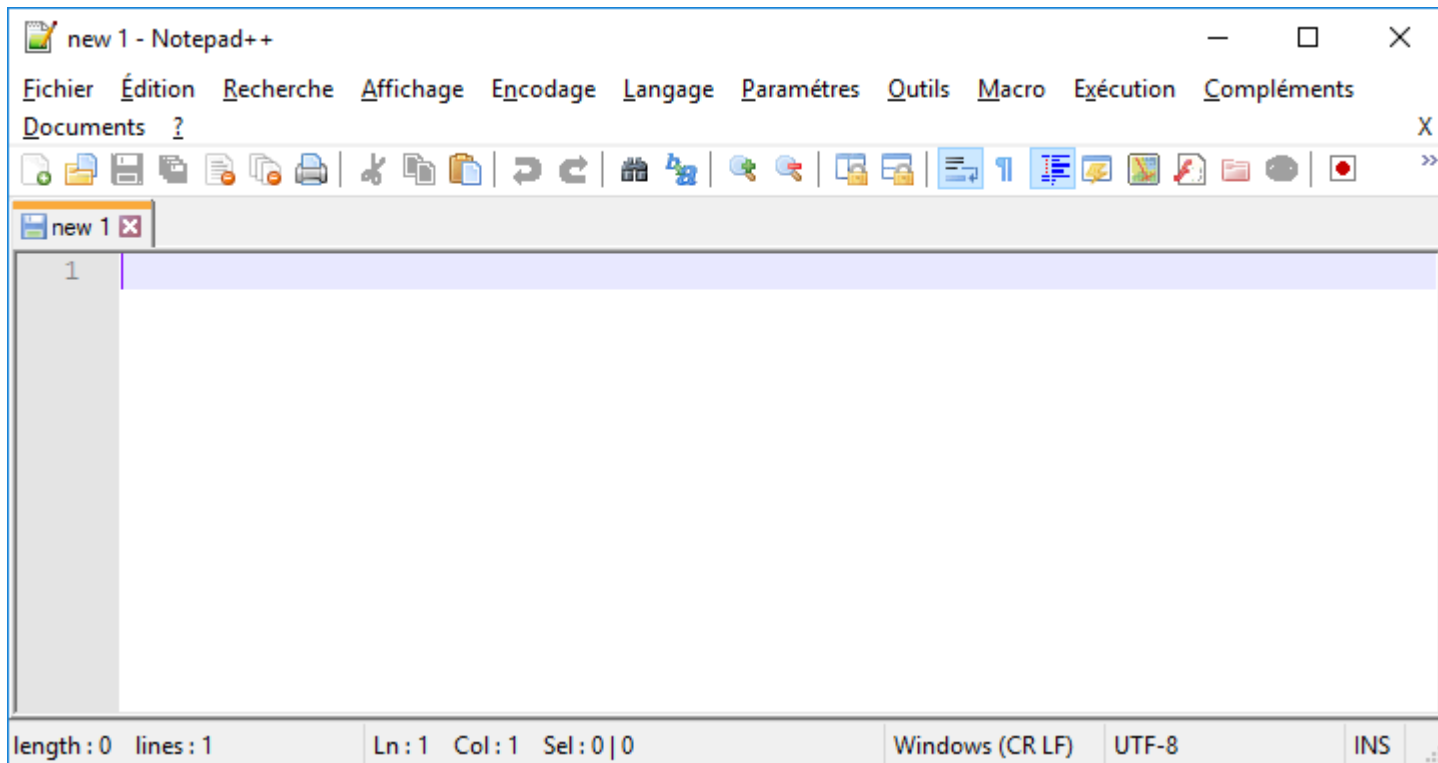 new 1 - Notepad++
Fichier Édition Recherche Affichage Encodage Langage Paramétres Outils Macro Exécution Compléments
Documents ? X
new 1
1
length : 0 lines : 1 Ln : 1 Col : 1 Sel : 0 | 0 Windows (CR LF) UTF-8 INS